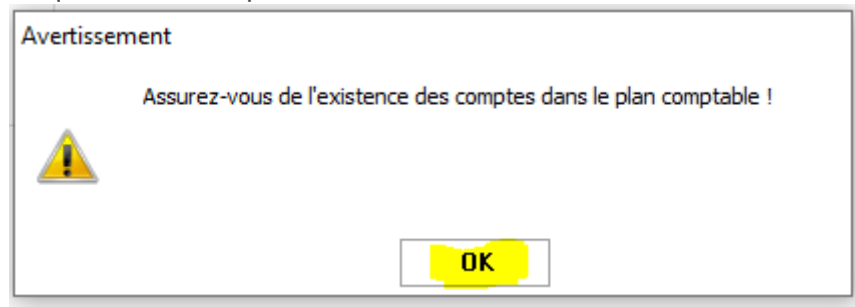 Avertissement
Assurez-vous de l'existence des comptes dans le plan comptable !
OK